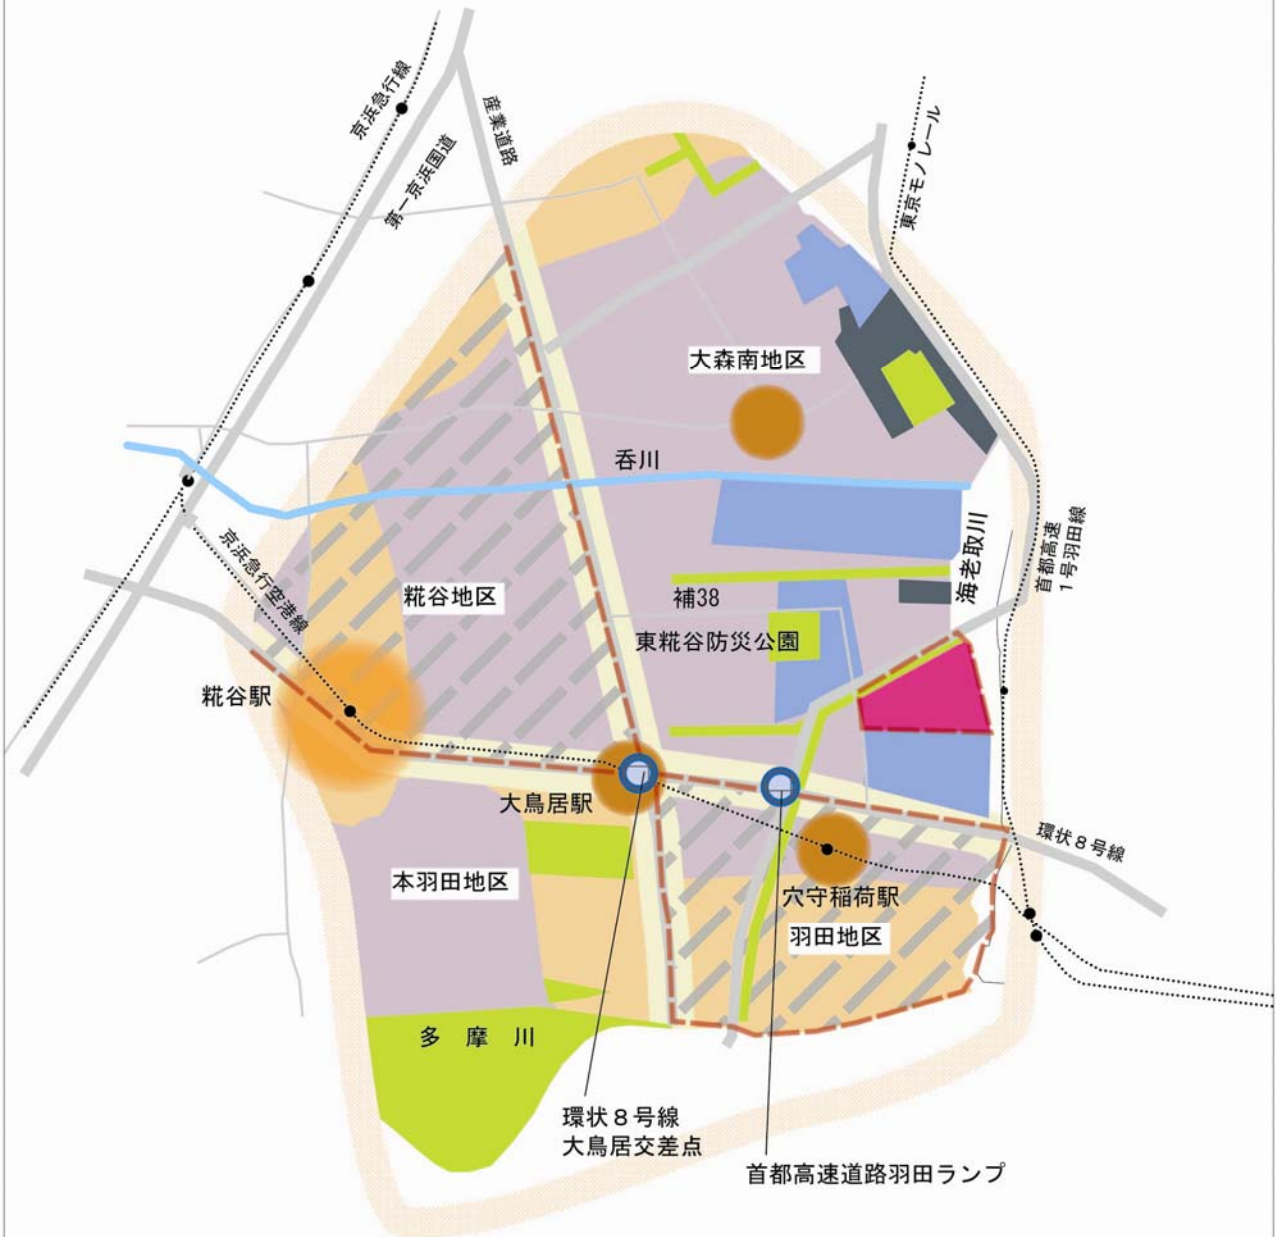 京浜急行線
産業道路
第一京浜国道
東京モノレール
大森南地区
呑川
海老取川
首都高速
１号羽田線
京浜急行空港線
糀谷地区
補38
東糀谷防災公園
糀谷駅
大鳥居駅
環状８号線
本羽田地区
穴守稲荷駅
羽田地区
多　摩　川
環状８号線
大鳥居交差点
首都高速道路羽田ランプ